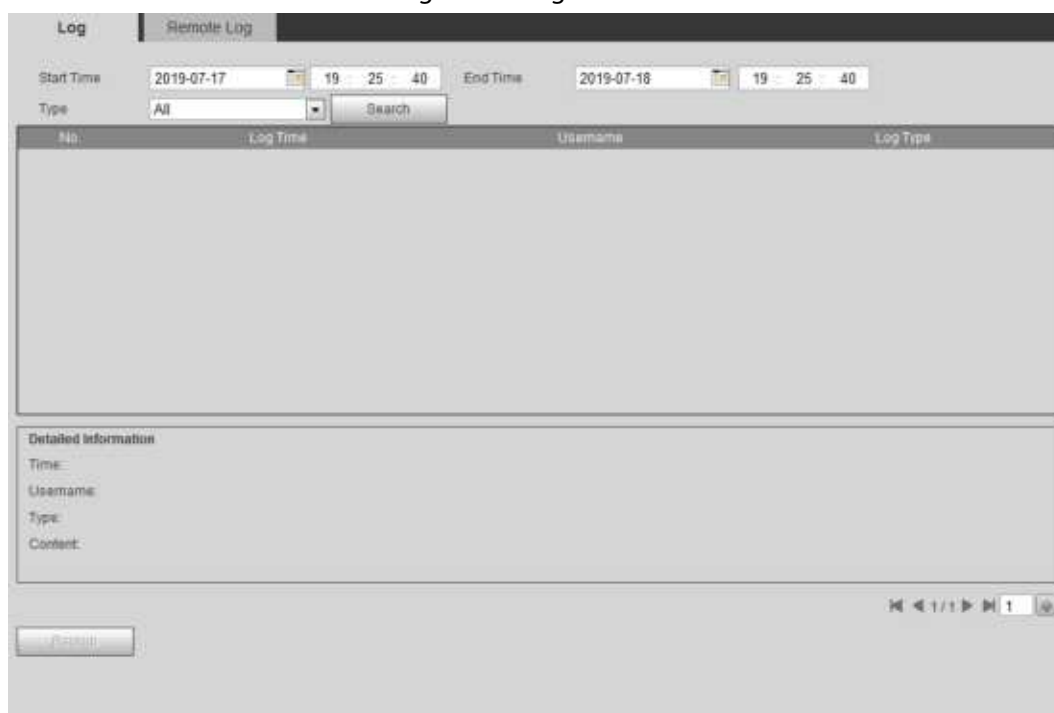 Log Remote Log
Start Time 2019-07-17 19 : 25 : 40 End Time 2019-07-18 19 : 25 : 40
Type All Search
No. Log Time Username Log Type
Detailed Information
Time:
Username:
Type:
Content:
1 / 1 1